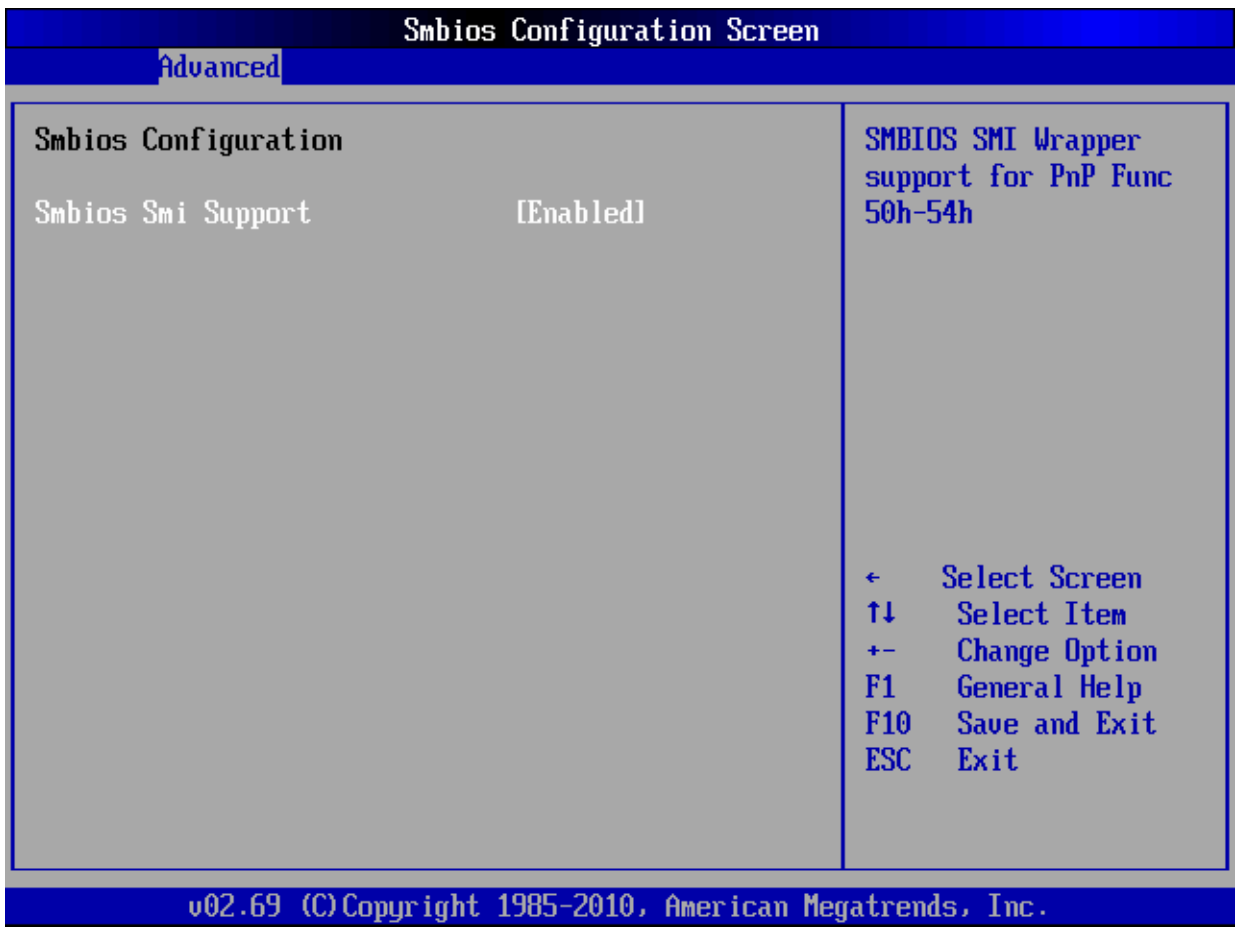 Smbios Configuration Screen
Advanced
Smbios Configuration
Smbios Smi Support [Enabled]
SMBIOS SMI Wrapper
support for PnP Func
50h-54h
← Select Screen
↑↓ Select Item
+- Change Option
F1 General Help
F10 Save and Exit
ESC Exit
v02.69 (C)Copyright 1985-2010, American Megatrends, Inc.